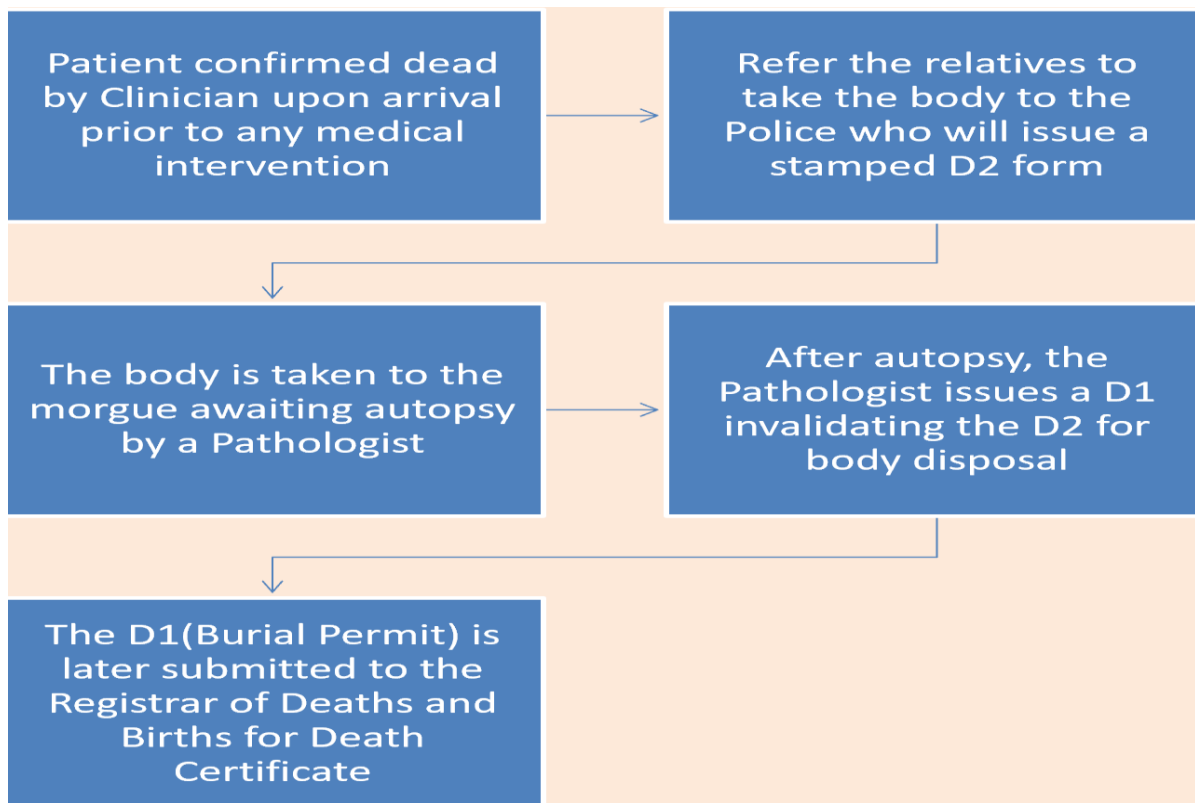 Patient confirmed dead
by Clinician upon arrival
prior to any medical
intervention
Refer the relatives to
take the body to the
Police who will issue a
stamped D2 form
The body is taken to the
morgue awaiting autopsy
by a Pathologist
After autopsy, the
Pathologist issues a D1
invalidating the D2 for
body disposal
The D1(Burial Permit) is
later submitted to the
Registrar of Deaths and
Births for Death
Certificate